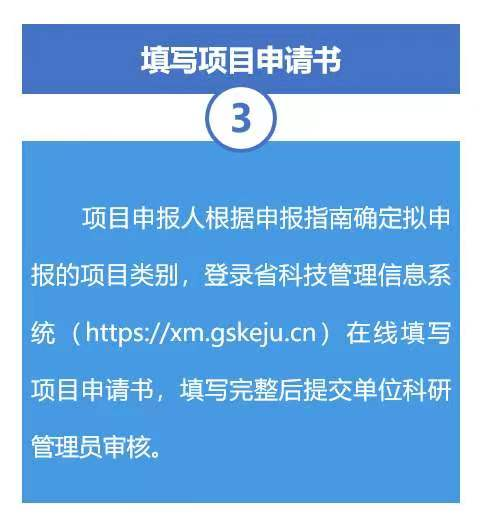 填写项目申请书
3
项目申报人根据申报指南确定拟申
报的项目类别，登录省科技管理信息系
统（https://xm.gskeju.cn）在线填写
项目申请书，填写完整后提交单位科研
管理员审核。